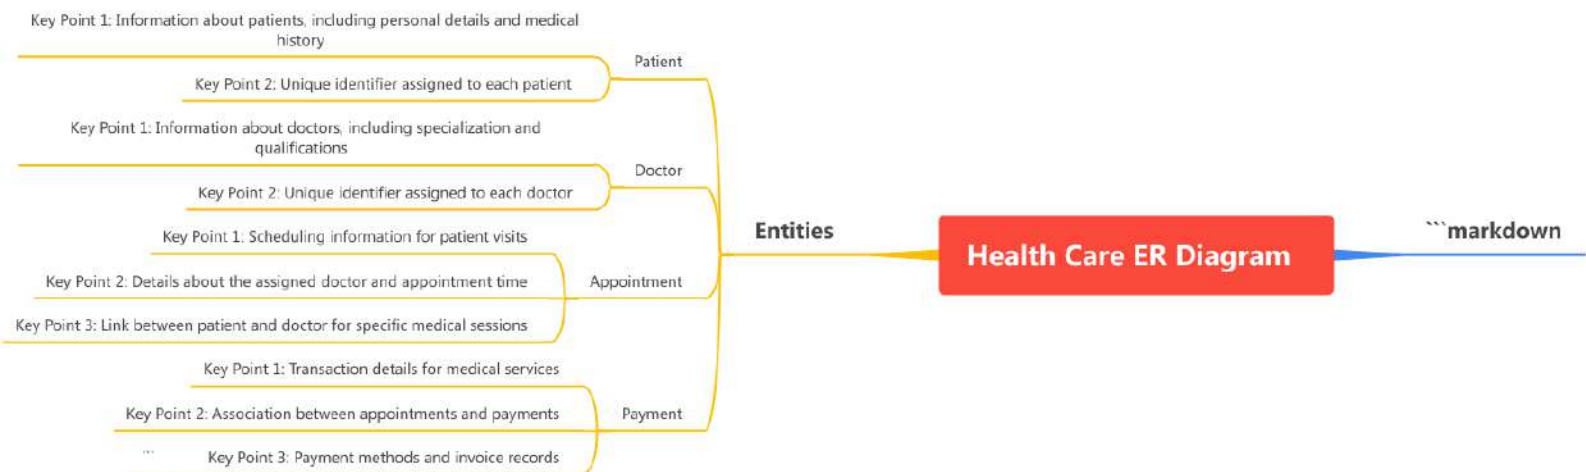 Key Point 1: Information about patients, including personal details and medical
history
Patient
Key Point 2: Unique identifier assigned to each patient
Key Point 1: Information about doctors, including specialization and
qualifications
Doctor
Key Point 2: Unique identifier assigned to each doctor
Entities
Health Care ER Diagram
```markdown
Key Point 1: Scheduling information for patient visits
Key Point 2: Details about the assigned doctor and appointment time
Appointment
Key Point 3: Link between patient and doctor for specific medical sessions
Key Point 1: Transaction details for medical services
Key Point 2: Association between appointments and payments
Payment
```
Key Point 3: Payment methods and invoice records